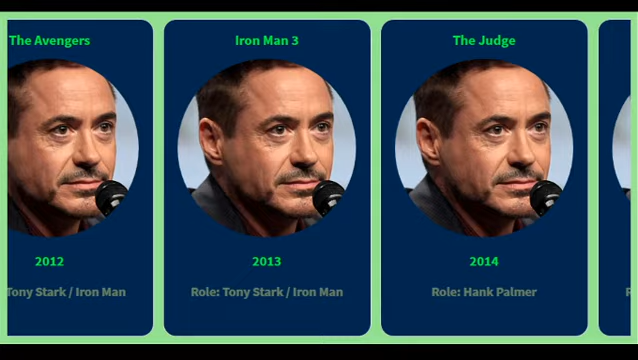 The Avengers
2012
Tony Stark / Iron Man
Iron Man 3
2013
Role: Tony Stark / Iron Man
The Judge
2014
Role: Hank Palmer